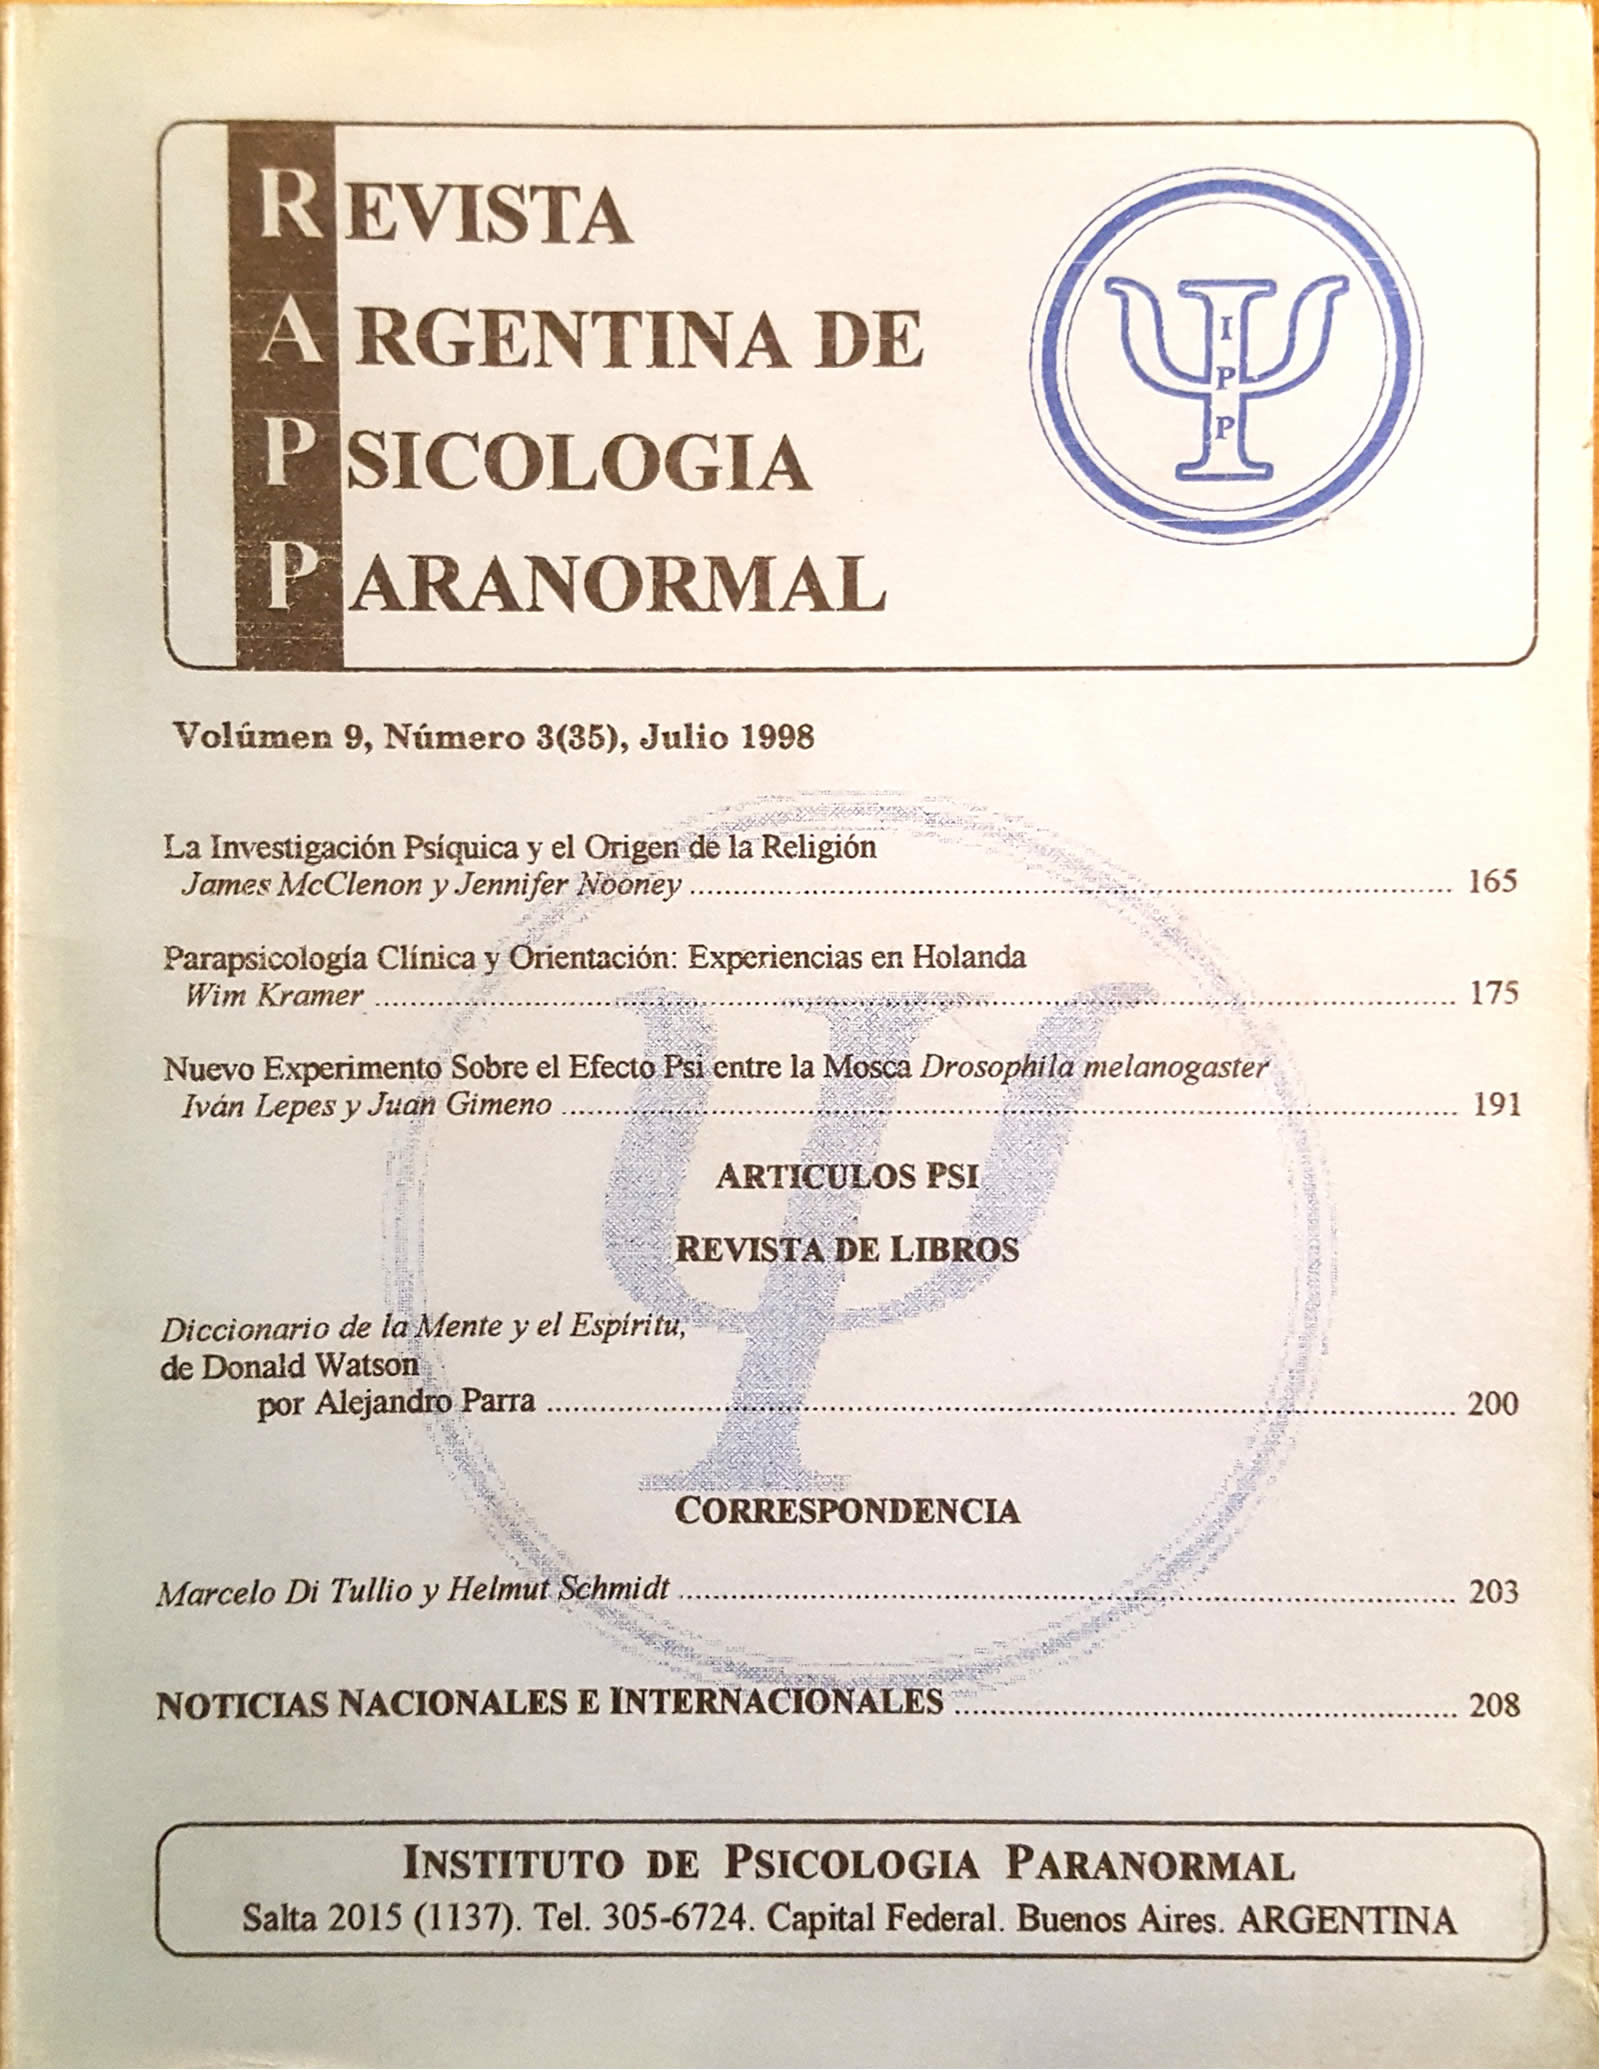 REVISTA
ARGENTINA DE
PSICOLOGIA
PARANORMAL
I
P
P
Volúmen 9, Número 3(35), Julio 1998
La Investigación Psíquica y el Origen de la Religión
James McClenon y Jennifer Nooney ........ 165
Parapsicología Clínica y Orientación: Experiencias en Holanda
Wim Kramer ........ 175
Nuevo Experimento Sobre el Efecto Psi entre la Mosca Drosophila melanogaster
Iván Lepes y Juan Gimeno ........ 191
ARTICULOS PSI
REVISTA DE LIBROS
Diccionario de la Mente y el Espíritu,
de Donald Watson
por Alejandro Parra ........ 200
CORRESPONDENCIA
Marcelo Di Tullio y Helmut Schmidt ........ 203
NOTICIAS NACIONALES E INTERNACIONALES ........ 208
INSTITUTO DE PSICOLOGIA PARANORMAL
Salta 2015 (1137). Tel. 305-6724. Capital Federal. Buenos Aires. ARGENTINA